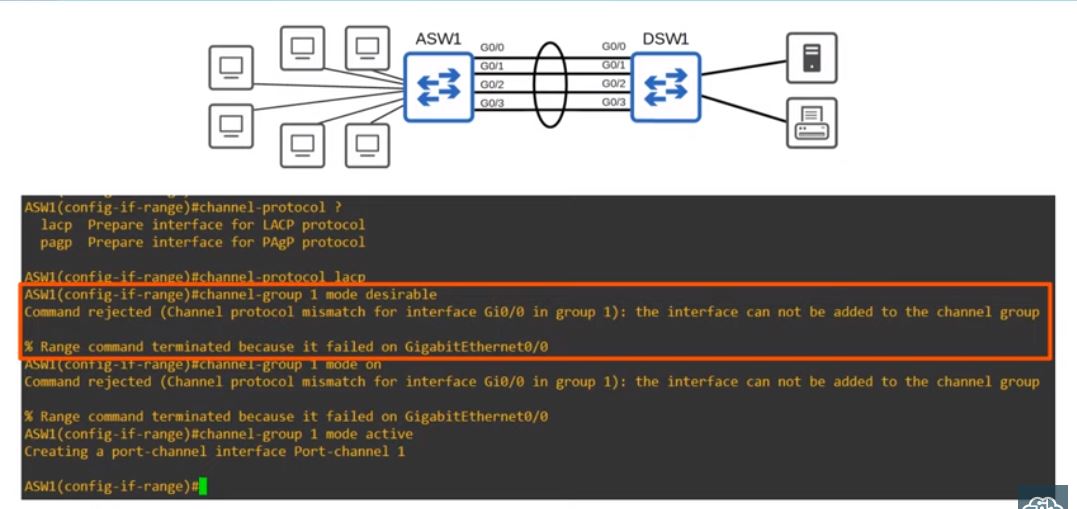 ASW1
DSW1
G0/0
G0/0
G0/1
G0/1
G0/2
G0/2
G0/3
G0/3
ASW1(config-if-range)#channel-protocol ?
lacp Prepare interface for LACP protocol
pagp Prepare interface for PAgP protocol
ASW1(config-if-range)#channel-protocol lacp
ASW1(config-if-range)#channel-group 1 mode desirable
Command rejected (Channel protocol mismatch for interface Gi0/0 in group 1): the interface can not be added to the channel group
% Range command terminated because it failed on GigabitEthernet0/0
ASW1(config-if-range)#channel-group 1 mode on
Command rejected (Channel protocol mismatch for interface Gi0/0 in group 1): the interface can not be added to the channel group
% Range command terminated because it failed on GigabitEthernet0/0
ASW1(config-if-range)#channel-group 1 mode active
Creating a port-channel interface Port-channel 1
ASW1(config-if-range)#